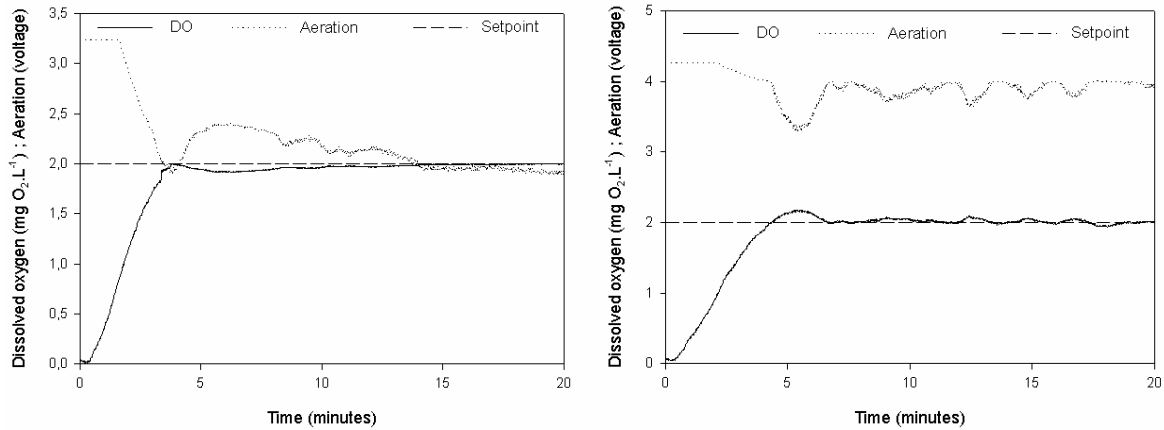 DO Aeration Setpoint
Dissolved oxygen (mg O₂.L⁻¹) ; Aeration (voltage)
3,5
3,0
2,5
2,0
1,5
1,0
0,5
0,0
0 5 10 15 20
Time (minutes)
DO Aeration Setpoint
Dissolved oxygen (mg O₂.L⁻¹) ; Aeration (voltage)
5
4
3
2
1
0
0 5 10 15 20
Time (minutes)